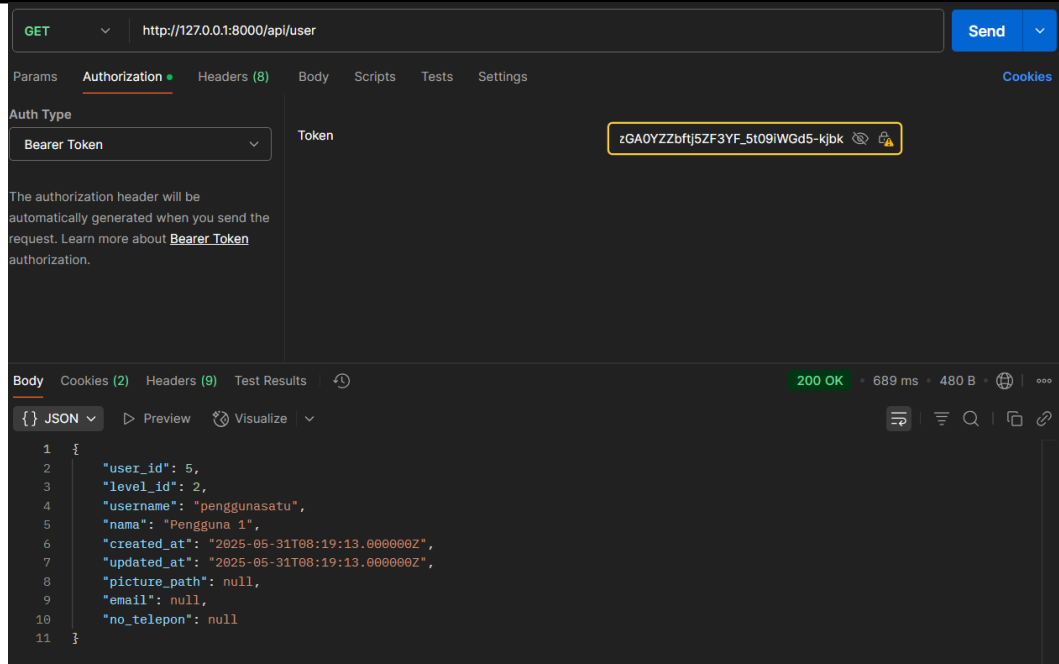 GET http://127.0.0.1:8000/api/user Send
Params Authorization Headers (8) Body Scripts Tests Settings Cookies
Auth Type
Bearer Token
Token
zGA0YZZbftj5ZF3YF_5t09iWGd5-kjbk
The authorization header will be
automatically generated when you send the
request. Learn more about Bearer Token
authorization.
Body Cookies (2) Headers (9) Test Results 200 OK • 689 ms • 480 B
{} JSON Preview Visualize
1 {
2 "user_id": 5,
3 "level_id": 2,
4 "username": "penggunasatu",
5 "nama": "Pengguna 1",
6 "created_at": "2025-05-31T08:19:13.000000Z",
7 "updated_at": "2025-05-31T08:19:13.000000Z",
8 "picture_path": null,
9 "email": null,
10 "no_telepon": null
11 }